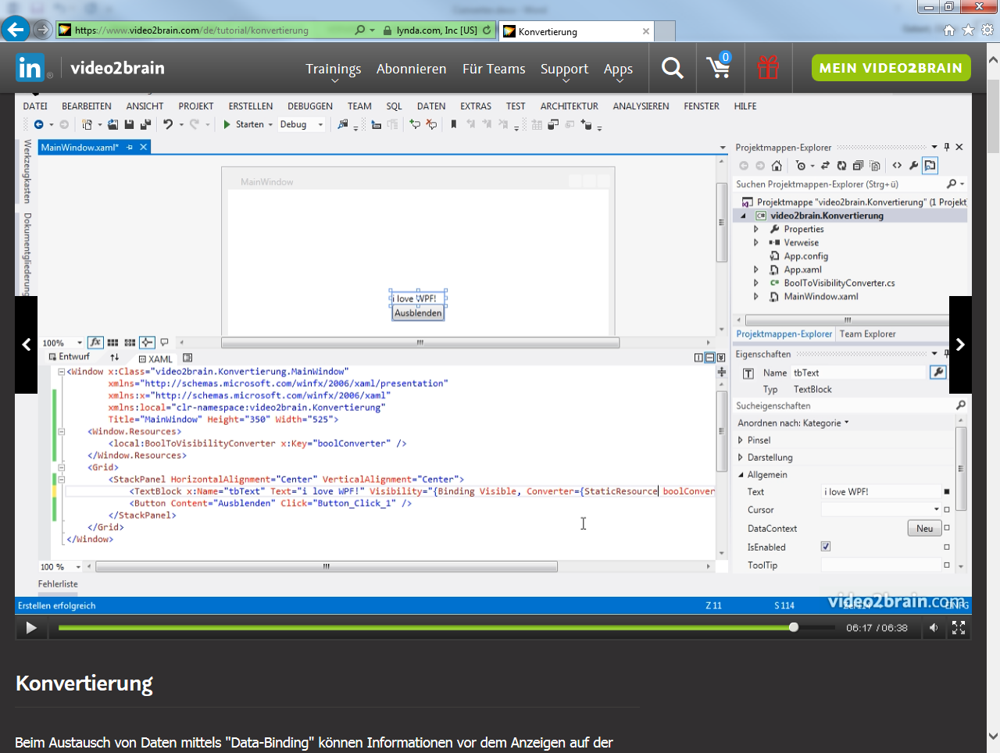 https://www.video2brain.com/de/tutorial/konvertierung
lynda.com, Inc [US]
Konvertierung
in
video2brain
Trainings
Abonnieren
Für Teams
Support
Apps
0
MEIN VIDEO2BRAIN
DATEI BEARBEITEN ANSICHT PROJEKT ERSTELLEN DEBUGGEN TEAM SQL DATEN EXTRAS TEST ARCHITEKTUR ANALYSIEREN FENSTER HILFE
Starten Debug
Werkzeugkasten
Dokumentgliederung
MainWindow.xaml*
MainWindow
i love WPF!
Ausblenden
100%
Entwurf
XAML
<Window x:Class="video2brain.Konvertierung.MainWindow"
xmlns="http://schemas.microsoft.com/winfx/2006/xaml/presentation"
xmlns:x="http://schemas.microsoft.com/winfx/2006/xaml"
xmlns:local="clr-namespace:video2brain.Konvertierung"
Title="MainWindow" Height="350" Width="525">
<Window.Resources>
<local:BoolToVisibilityConverter x:Key="boolConverter" />
</Window.Resources>
<Grid>
<StackPanel HorizontalAlignment="Center" VerticalAlignment="Center">
<TextBlock x:Name="tbText" Text="i love WPF!" Visibility="{Binding Visible, Converter={StaticResource boolConver
<Button Content="Ausblenden" Click="Button_Click_1" />
</StackPanel>
</Grid>
</Window>
100 %
Fehlerliste
Projektmappen-Explorer
Suchen Projektmappen-Explorer (Strg+ü)
Projektmappe "video2brain.Konvertierung" (1 Projekt
C# video2brain.Konvertierung
Properties
Verweise
App.config
App.xaml
C# BoolToVisibilityConverter.cs
MainWindow.xaml
Projektmappen-Explorer Team Explorer
Eigenschaften
Name tbText
Typ TextBlock
Sucheigenschaften
Anordnen nach: Kategorie
Pinsel
Darstellung
Allgemein
Text i love WPF!
Cursor
DataContext Neu
IsEnabled
ToolTip
Erstellen erfolgreich
Z 11
S 114
video2brain.com
06:17 / 06:38
Konvertierung
Beim Austausch von Daten mittels "Data-Binding" können Informationen vor dem Anzeigen auf der